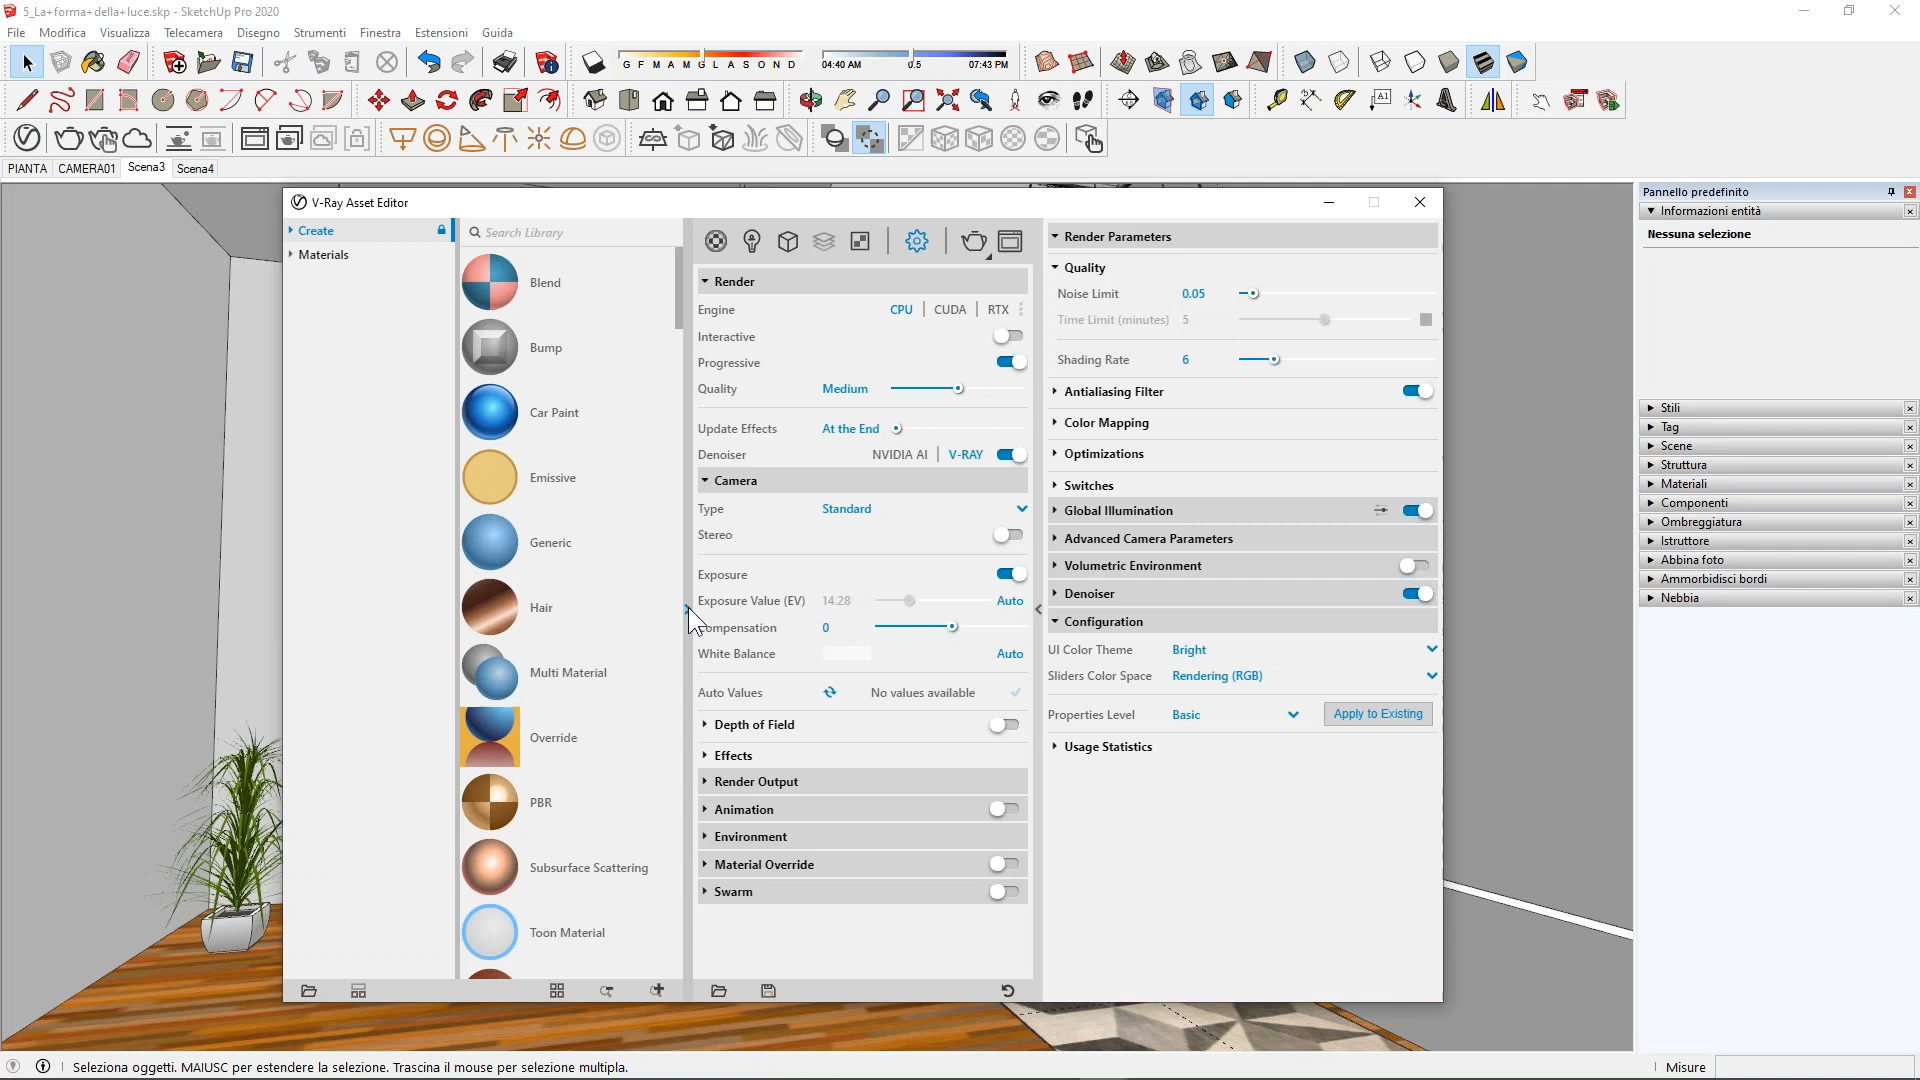 5_La+forma+della+luce.skp - SketchUp Pro 2020
File Modifica Visualizza Telecamera Disegno Strumenti Finestra Estensioni Guida
G F M A M G L A S O N D 04:40 AM 0.5 07:43 PM
PIANTA CAMERA01 Scena3 Scena4
V-Ray Asset Editor
Create
Materials
Search Library
Blend
Bump
Car Paint
Emissive
Generic
Hair
Multi Material
Override
PBR
Subsurface Scattering
Toon Material
Render
Engine CPU | CUDA | RTX
Interactive
Progressive
Quality Medium
Update Effects At the End
Denoiser NVIDIA AI | V-RAY
Camera
Type Standard
Stereo
Exposure
Exposure Value (EV) 14.28 Auto
ompensation 0
White Balance Auto
Auto Values No values available
Depth of Field
Effects
Render Output
Animation
Environment
Material Override
Swarm
Render Parameters
Quality
Noise Limit 0.05
Time Limit (minutes) 5
Shading Rate 6
Antialiasing Filter
Color Mapping
Optimizations
Switches
Global Illumination
Advanced Camera Parameters
Volumetric Environment
Denoiser
Configuration
UI Color Theme Bright
Sliders Color Space Rendering (RGB)
Properties Level Basic Apply to Existing
Usage Statistics
Pannello predefinito
Informazioni entità
Nessuna selezione
Stili
Tag
Scene
Struttura
Materiali
Componenti
Ombreggiatura
Istruttore
Abbina foto
Ammorbidisci bordi
Nebbia
Seleziona oggetti. MAIUSC per estendere la selezione. Trascina il mouse per selezione multipla.
Misure